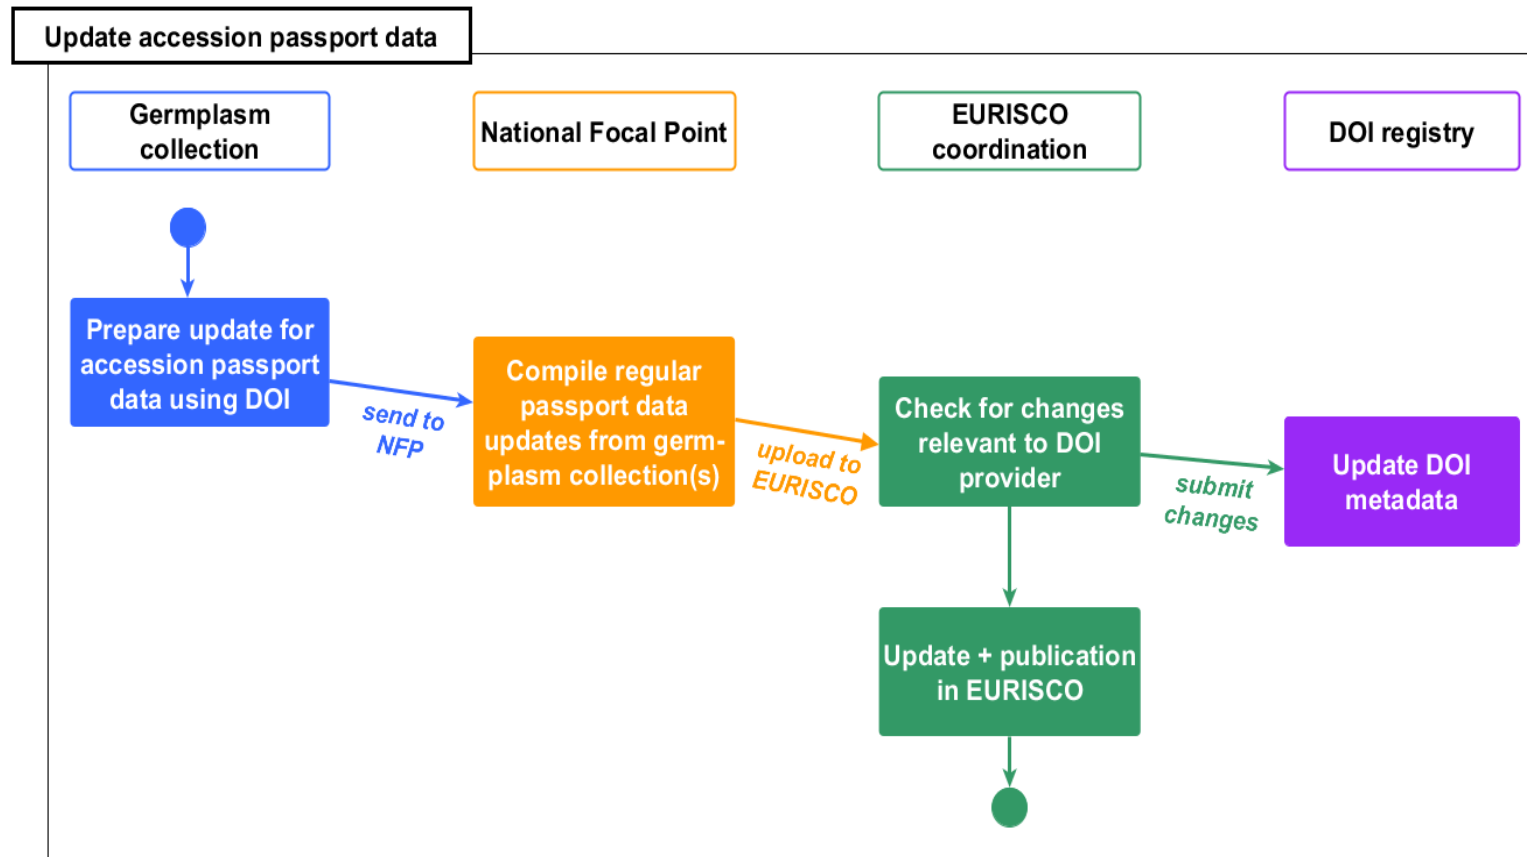 Update accession passport data
Germplasm
collection
National Focal Point
EURISCO
coordination
DOI registry
Prepare update for
accession passport
data using DOI
send to
NFP
Compile regular
passport data
updates from germ-
plasm collection(s)
upload to
EURISCO
Check for changes
relevant to DOI
provider
submit
changes
Update DOI
metadata
Update + publication
in EURISCO